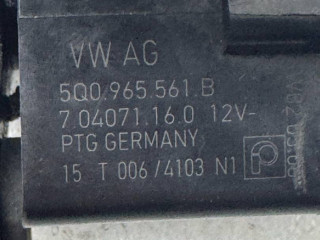 VW AG
5Q0.965.561.B
7.04071.16.0 12V-
PTG GERMANY
15 T 006/4103 N1